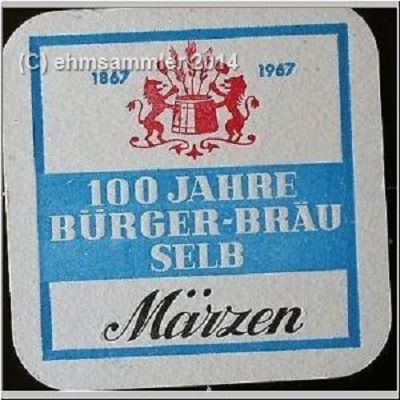 (C) ehmsammler 2014
1867 1967
100 JAHRE
BÜRGER-BRÄU
SELB
Märzen